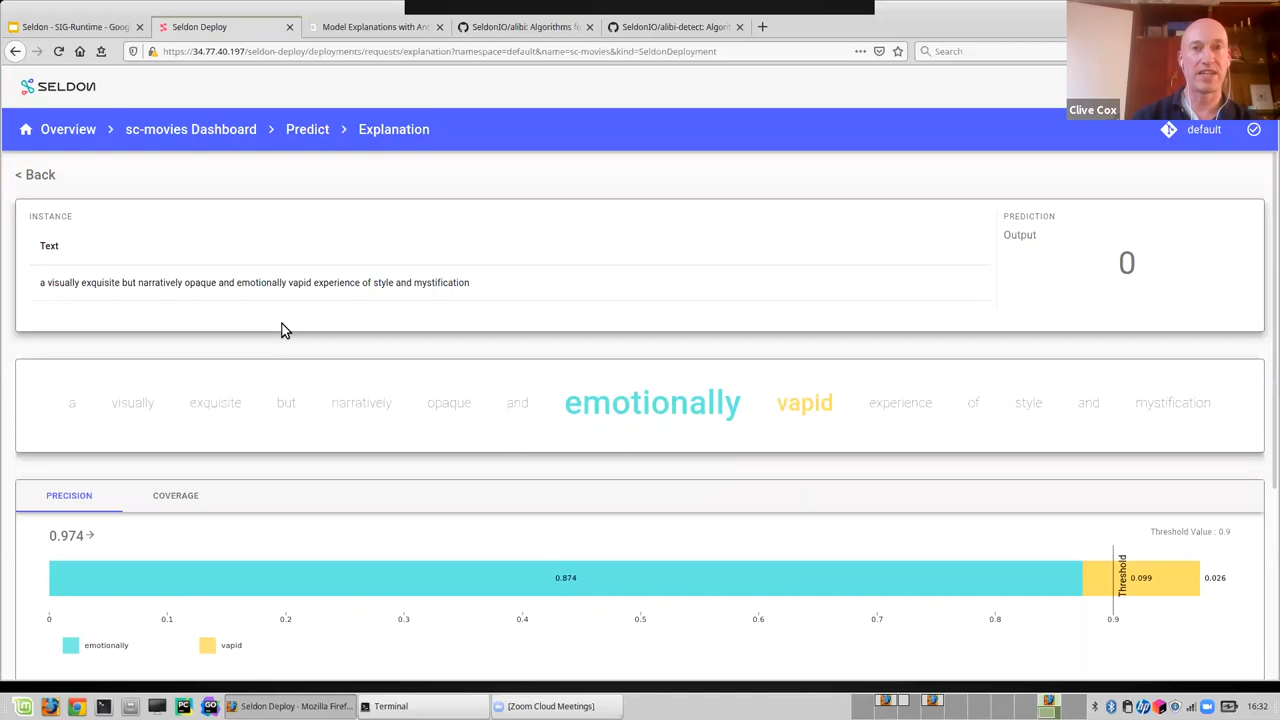 Seldon - SIG-Runtime - Goog
Seldon Deploy
Model Explanations with Anc
SeldonIO/alibi: Algorithms fo
SeldonIO/alibi-detect: Algorit
https://34.77.40.197/seldon-deploy/deployments/requests/explanation?namespace=default&name=sc-movies&kind=SeldonDeployment
Search
SELDON
Clive Cox
Overview > sc-movies Dashboard > Predict > Explanation
default
< Back
INSTANCE
PREDICTION
Output
Text
0
a visually exquisite but narratively opaque and emotionally vapid experience of style and mystification
a visually exquisite but narratively opaque and emotionally vapid experience of style and mystification
PRECISION COVERAGE
0.974
Threshold Value : 0.9
Threshold
0.874 0.099 0.026
0 0.1 0.2 0.3 0.4 0.5 0.6 0.7 0.8 0.9
emotionally vapid
Seldon Deploy - Mozilla Firef...
Terminal
[Zoom Cloud Meetings]
16:32